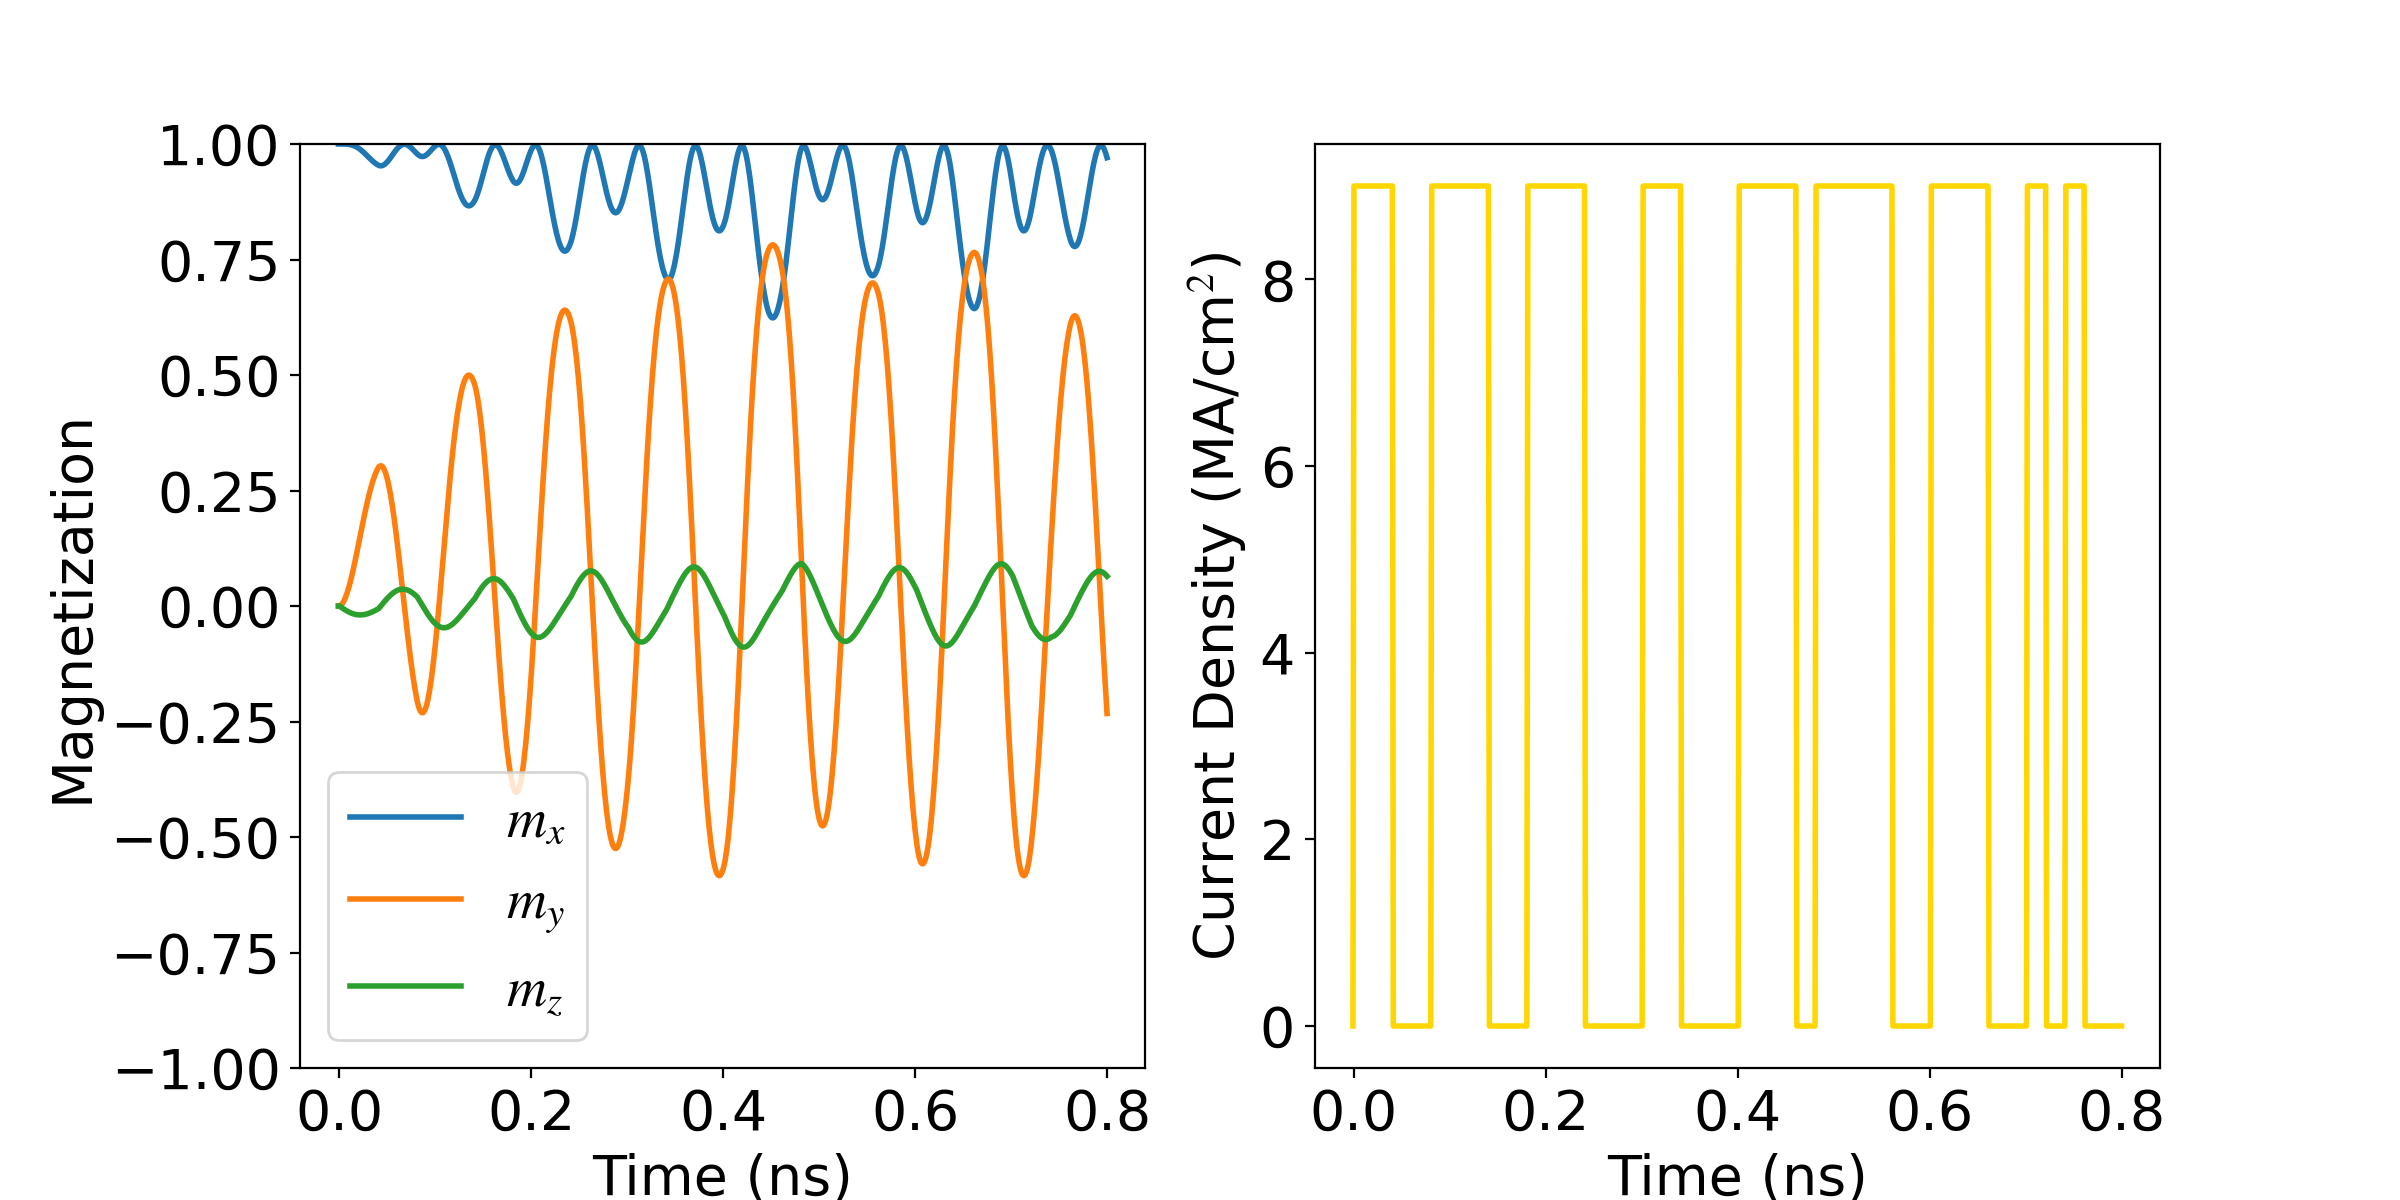 Magnetization
1.00
0.75
0.50
0.25
0.00
−0.25
−0.50
−0.75
−1.00
m_x
m_y
m_z
0.0 0.2 0.4 0.6 0.8
Time (ns)
Current Density (MA/cm²)
8
6
4
2
0
0.0 0.2 0.4 0.6 0.8
Time (ns)